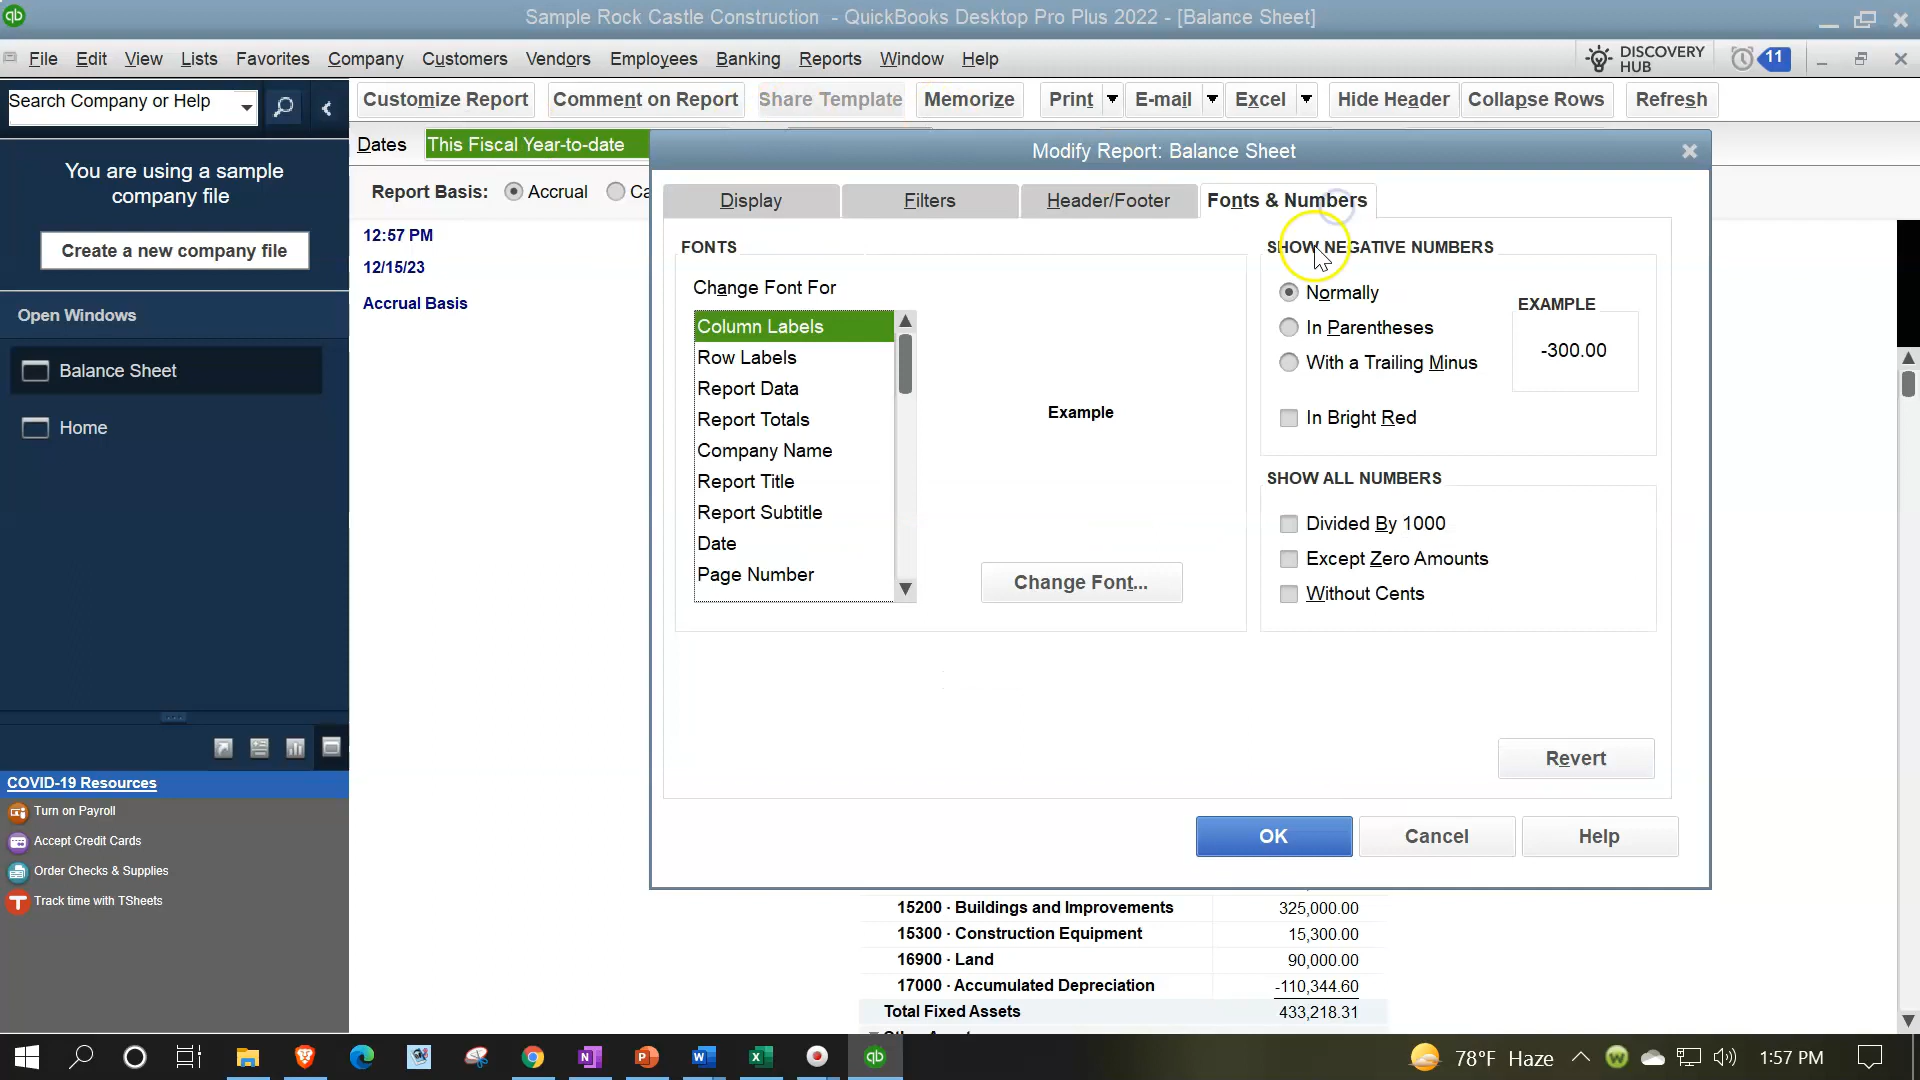 qb
Sample Rock Castle Construction - QuickBooks Desktop Pro Plus 2022 - [Balance Sheet]
File Edit View Lists Favorites Company Customers Vendors Employees Banking Reports Window Help
DISCOVERY
HUB
11
Search Company or Help
Customize Report Comment on Report Share Template Memorize Print E-mail Excel Hide Header Collapse Rows Refresh
Dates This Fiscal Year-to-date
You are using a sample
company file
Create a new company file
Report Basis: Accrual Ca
12:57 PM
12/15/23
Accrual Basis
Open Windows
Balance Sheet
Home
COVID-19 Resources
Turn on Payroll
Accept Credit Cards
Order Checks & Supplies
Track time with TSheets
Modify Report: Balance Sheet
Display Filters Header/Footer Fonts & Numbers
FONTS
Change Font For
Column Labels
Row Labels
Report Data
Report Totals
Company Name
Report Title
Report Subtitle
Date
Page Number
Example
Change Font...
SHOW NEGATIVE NUMBERS
Normally
In Parentheses
With a Trailing Minus
In Bright Red
EXAMPLE
-300.00
SHOW ALL NUMBERS
Divided By 1000
Except Zero Amounts
Without Cents
Revert
OK Cancel Help
15200 · Buildings and Improvements 325,000.00
15300 · Construction Equipment 15,300.00
16900 · Land 90,000.00
17000 · Accumulated Depreciation -110,344.60
Total Fixed Assets 433,218.31
78°F Haze
1:57 PM